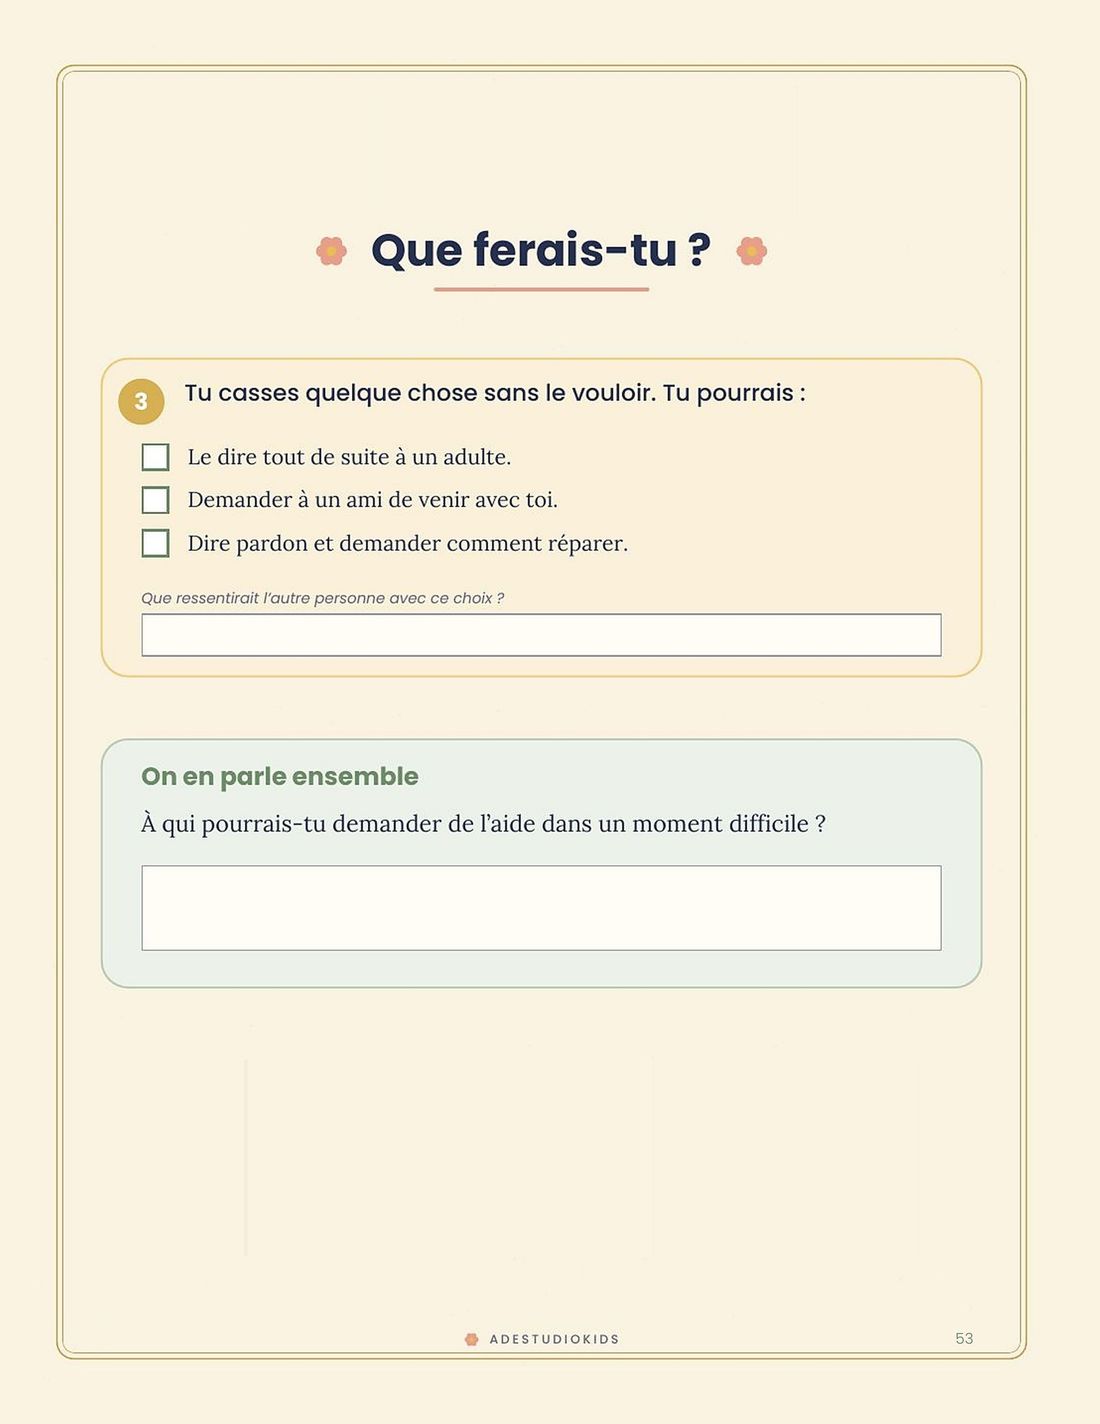 Que ferais-tu ?
3
Tu casses quelque chose sans le vouloir. Tu pourrais :
Le dire tout de suite à un adulte.
Demander à un ami de venir avec toi.
Dire pardon et demander comment réparer.
Que ressentirait l’autre personne avec ce choix ?
On en parle ensemble
À qui pourrais-tu demander de l’aide dans un moment difficile ?
ADESTUDIOKIDS
53